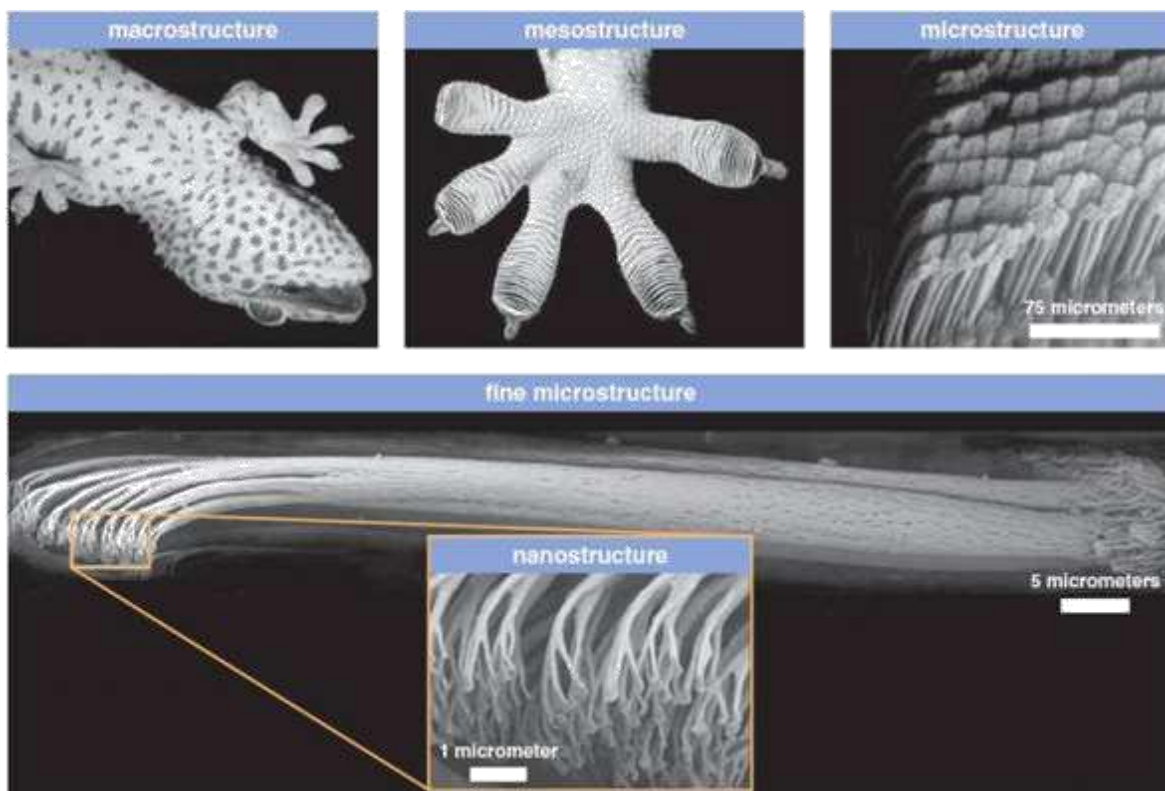 macrostructure
mesostructure
microstructure
75 micrometers
fine microstructure
nanostructure
5 micrometers
1 micrometer